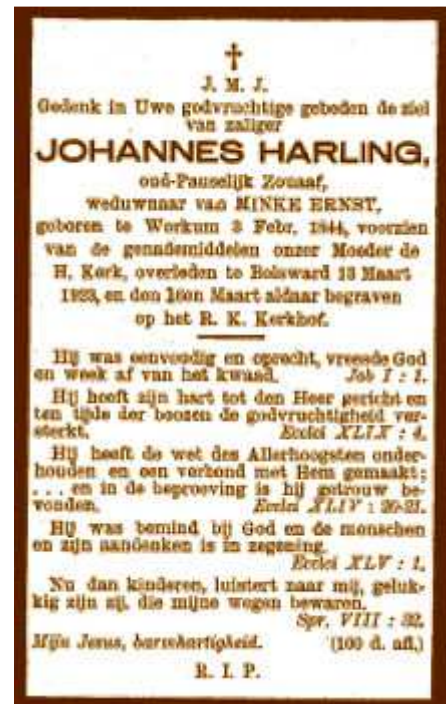 †
J. M. J.
Gedenk in Uwe godvruchtige gebeden de ziel
van zaliger
JOHANNES HARLING,
oud-Pauselijk Zouaaf,
weduwnaar van MINKE ERNST,
geboren te Workum 3 Febr. 1844, voorzien
van de genademiddelen onzer Moeder de
H. Kerk, overleden te Bolsward 13 Maart
1923, en den 16en Maart aldaar begraven
op het R. K. Kerkhof.
Hij was eenvoudig en oprecht, vreesde God
en week af van het kwaad. Job I : 1.
Hij heeft zijn hart tot den Heer gericht en
ten tijde der boozen de godvruchtigheid ver-
sterkt. Eccles XLIX : 4.
Hij heeft de wet des Allerhoogsten onder-
houden en een verbond met Hem gemaakt;
. . . en in de beproeving is hij getrouw be-
vonden. Eccles XLIV : 20-21.
Hij was bemind bij God en de menschen
en zijn aandenken is in zegening.
Eccles XLV : 1.
Nu dan kinderen, luistert naar mij, geluk-
kig zijn zij, die mijne wegen bewaren.
Spr. VIII : 32.
Mijn Jezus, barmhartigheid. (100 d. afl.)
R. I. P.